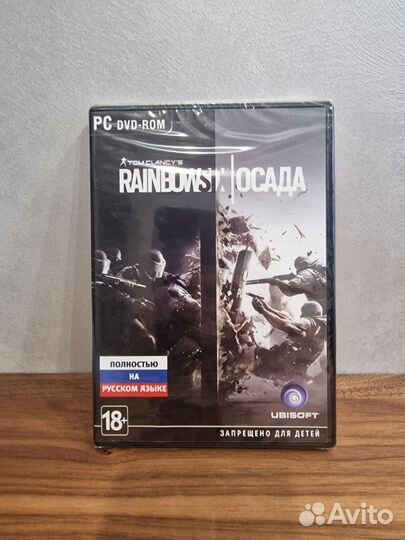 PC DVD-ROM
TOM CLANCY'S
RAINBOW SIX | ОСАДА
ПОЛНОСТЬЮ
НА
РУССКОМ ЯЗЫКЕ
UBISOFT
18+
ЗАПРЕЩЕНО ДЛЯ ДЕТЕЙ
Avito